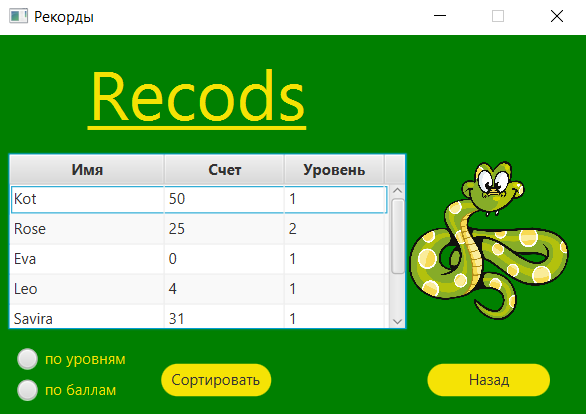 Рекорды
Recods
Имя Счет Уровень
Kot 50 1
Rose 25 2
Eva 0 1
Leo 4 1
Savira 31 1
по уровням
по баллам
Сортировать
Назад